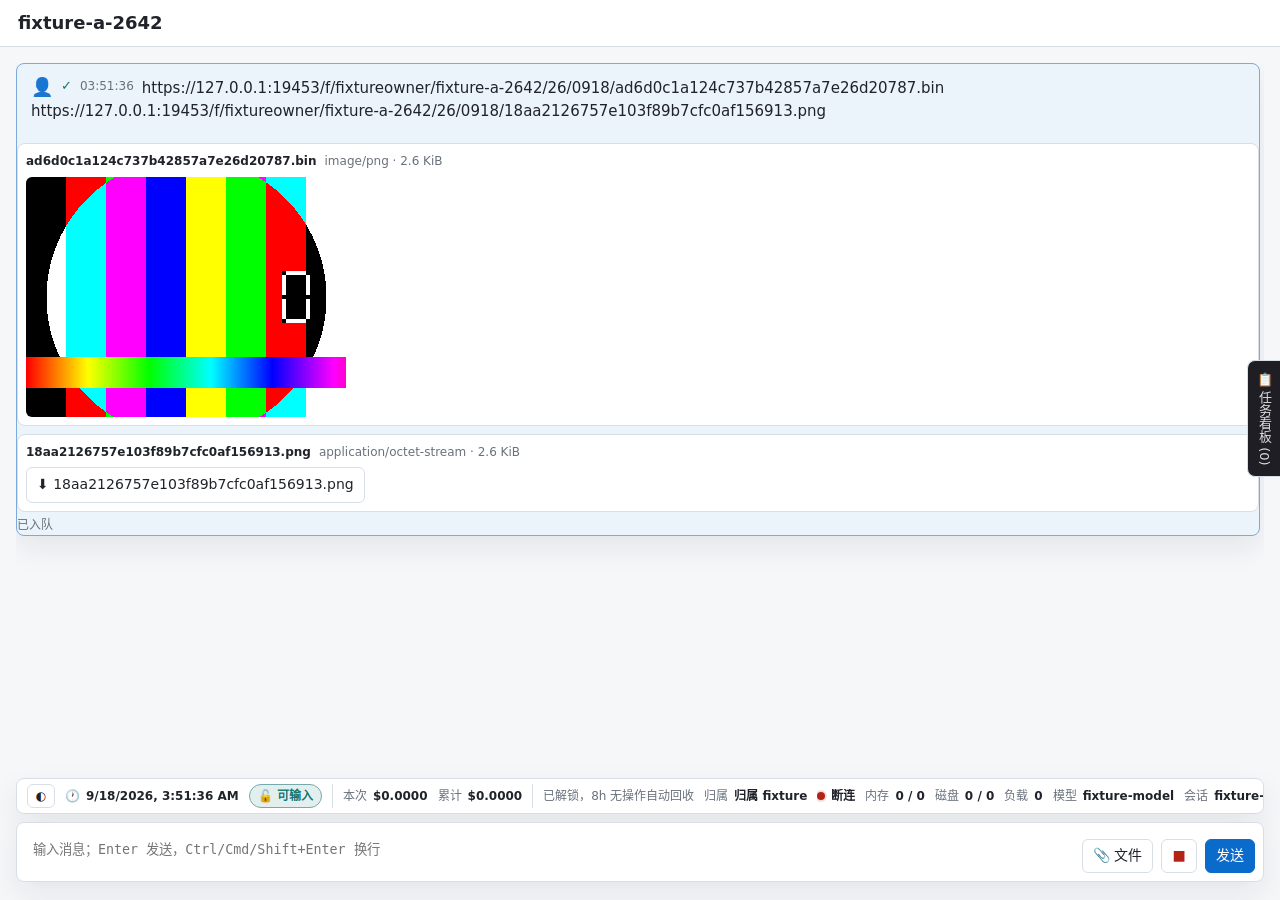 fixture-a-2642
✓ 03:51:36 https://127.0.0.1:19453/f/fixtureowner/fixture-a-2642/26/0918/ad6d0c1a124c737b42857a7e26d20787.bin
https://127.0.0.1:19453/f/fixtureowner/fixture-a-2642/26/0918/18aa2126757e103f89b7cfc0af156913.png
ad6d0c1a124c737b42857a7e26d20787.bin image/png · 2.6 KiB
18aa2126757e103f89b7cfc0af156913.png application/octet-stream · 2.6 KiB
⬇ 18aa2126757e103f89b7cfc0af156913.png
已入队
📋 任务看板 (0)
◐ 🕐 9/18/2026, 3:51:36 AM 🔓 可输入 本次 $0.0000 累计 $0.0000 已解锁，8h 无操作自动回收 归属 归属 fixture 断连 内存 0 / 0 磁盘 0 / 0 负载 0 模型 fixture-model 会话 fixture-
输入消息；Enter 发送，Ctrl/Cmd/Shift+Enter 换行
📎 文件 ■ 发送